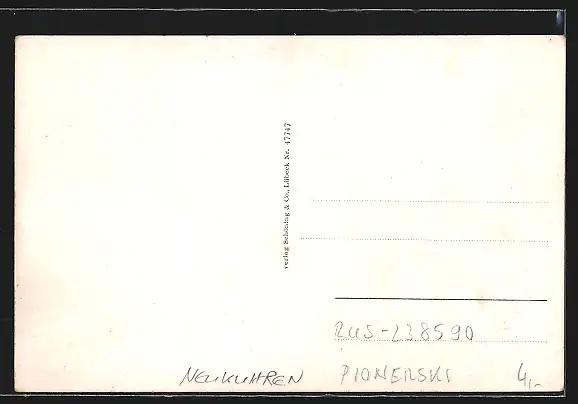 Verlag Schöning & Co., Lübeck Nr. 47747
RUS-238590
NEUKUHREN PIONERSKI 4,-